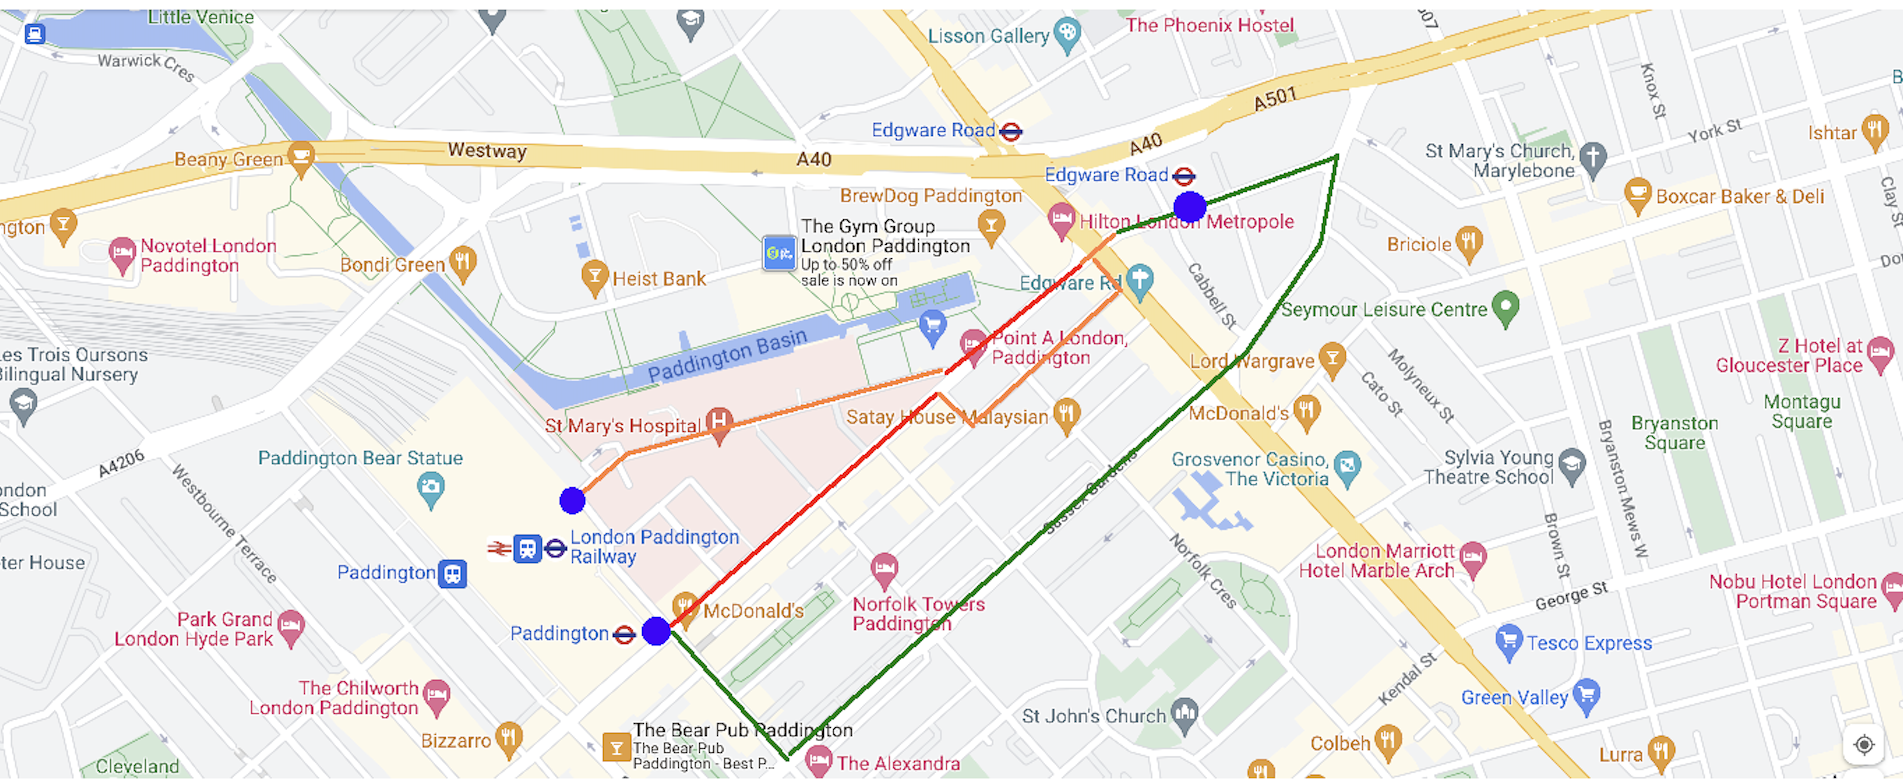 Little Venice
Warwick Cres
Lisson Gallery
The Phoenix Hostel
Knox St
A501
York St
Ishtar
Edgware Road
A40
Beany Green
Westway
A40
Edgware Road
St Mary's Church,
Marylebone
Boxcar Baker & Deli
Clay St
BrewDog Paddington
Hilton London Metropole
ngton
Novotel London
Paddington
Bondi Green
Heist Bank
The Gym Group
London Paddington
Up to 50% off
sale is now on
Edgware Rd
Cabbell St
Briciole
Seymour Leisure Centre
Paddington Basin
Point A London,
Paddington
Les Trois Oursons
Bilingual Nursery
Lord Wargrave
Molyneux St
Cato St
Z Hotel at
Gloucester Place
St Mary's Hospital
Satay House Malaysian
McDonald's
Bryanston
Square
Montagu
Square
A4206
Paddington Bear Statue
Westbourne Terrace
ondon
School
Sussex Gardens
Grosvenor Casino,
The Victoria
Sylvia Young
Theatre School
Bryanston Mews W
Brown St
London Paddington
Railway
Paddington
ter House
Norfolk Cres
London Marriott
Hotel Marble Arch
George St
Nobu Hotel London
Portman Square
Park Grand
London Hyde Park
Paddington
McDonald's
Norfolk Towers
Paddington
Tesco Express
Kendal St
Green Valley
The Chilworth
London Paddington
Bizzarro
The Bear Pub Paddington
The Bear Pub
Paddington - Best P...
St John's Church
Colbeh
Lurra
Cleveland
The Alexandra